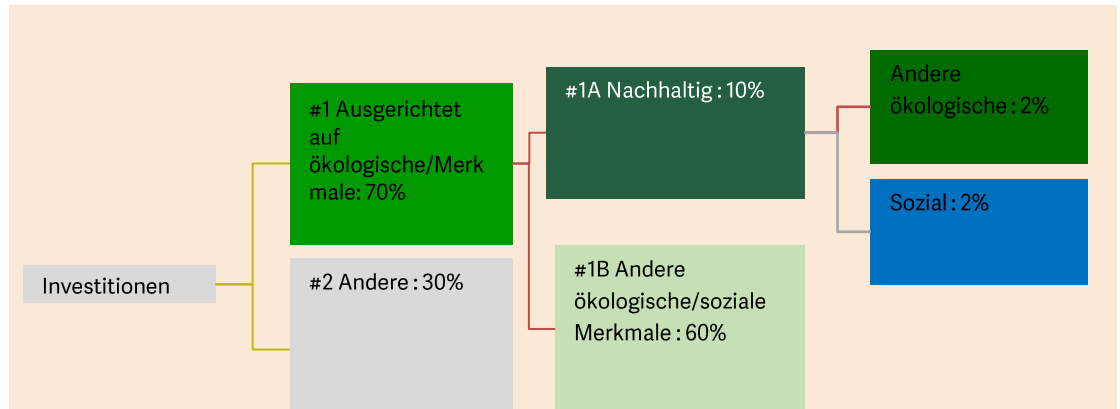 Investitionen
#1 Ausgerichtet
auf
ökologische/Merk
male: 70%
#2 Andere : 30%
#1A Nachhaltig : 10%
#1B Andere
ökologische/soziale
Merkmale : 60%
Andere
ökologische : 2%
Sozial : 2%